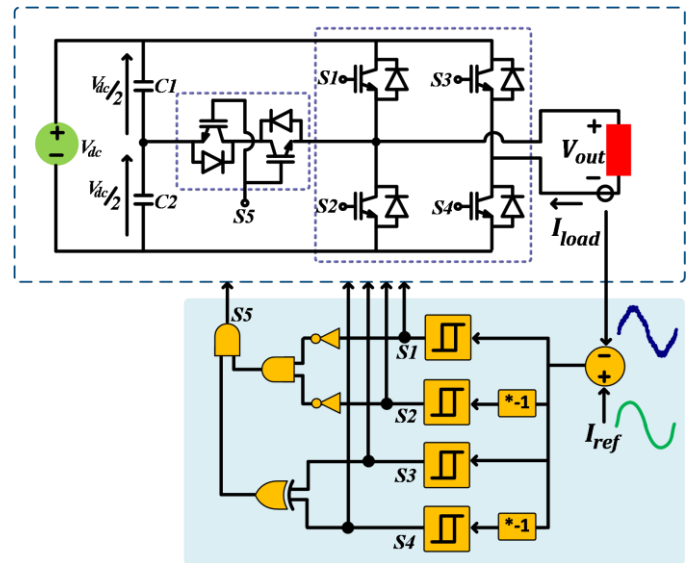 S1
S3
Vdc/2
C1
+
-
Vdc
+
Vout
-
Vdc/2
C2
S2
S4
S5
Iload
S5
S1
-
+
*-1
S2
Iref
S3
*-1
S4